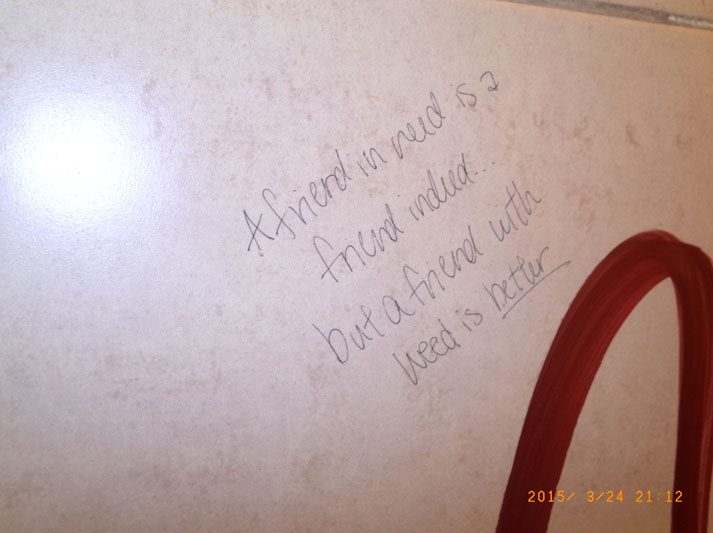 A friend in need is a
friend indeed...
but a friend with
weed is better
2015/ 3/24 21:12